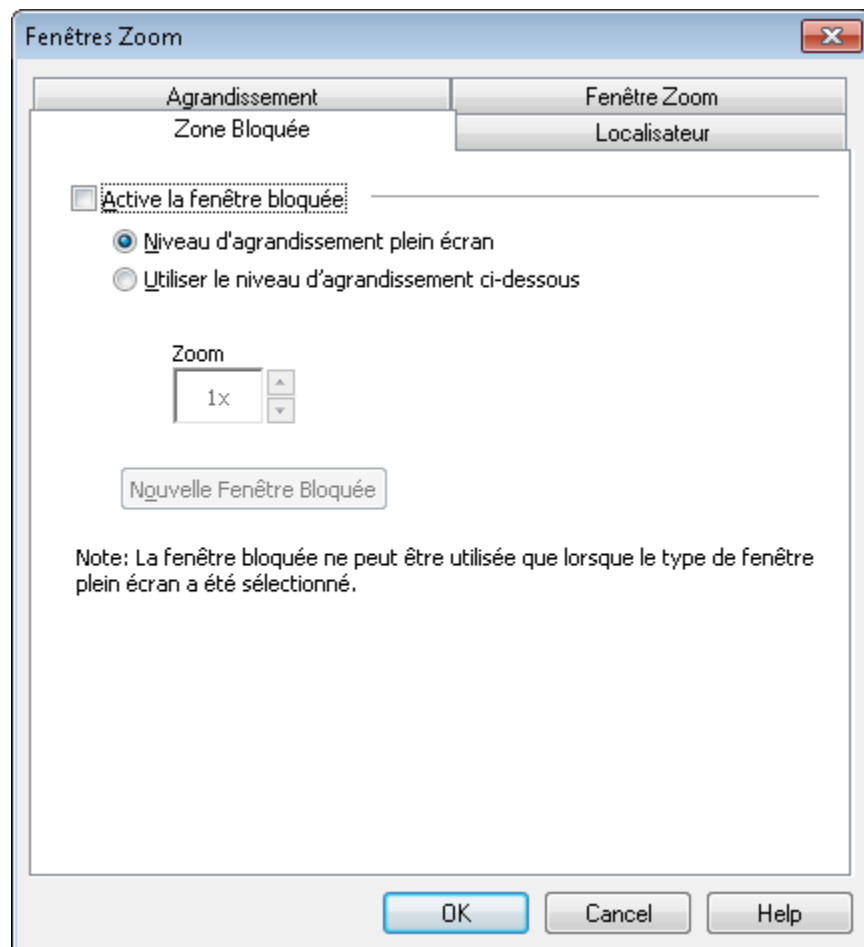 Fenêtres Zoom
Agrandissement
Fenêtre Zoom
Zone Bloquée
Localisateur
Active la fenêtre bloquée
Niveau d'agrandissement plein écran
Utiliser le niveau d'agrandissement ci-dessous
Zoom
1x
Nouvelle Fenêtre Bloquée
Note: La fenêtre bloquée ne peut être utilisée que lorsque le type de fenêtre
plein écran a été sélectionné.
OK
Cancel
Help